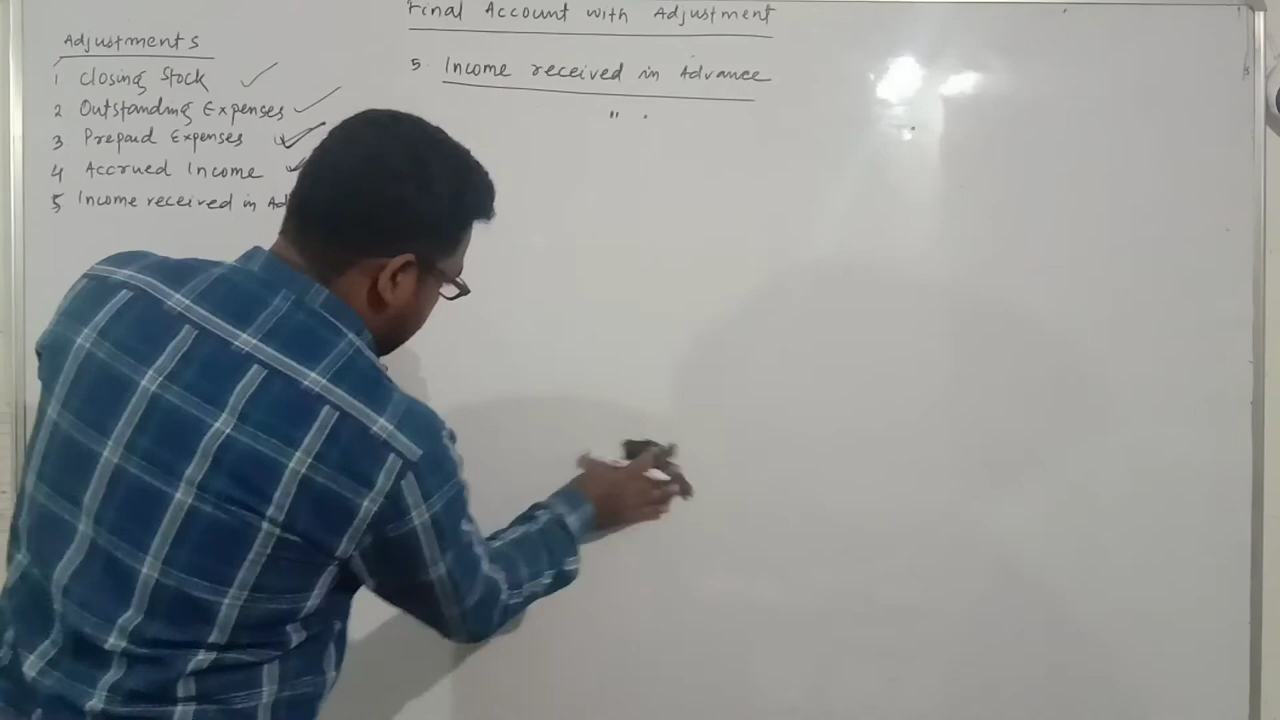 Final Account with Adjustment
Adjustments
1 Closing Stock
2 Outstanding Expenses
3 Prepaid Expenses
4 Accrued Income
5 Income received in Ad
5. Income received in Advance
" .